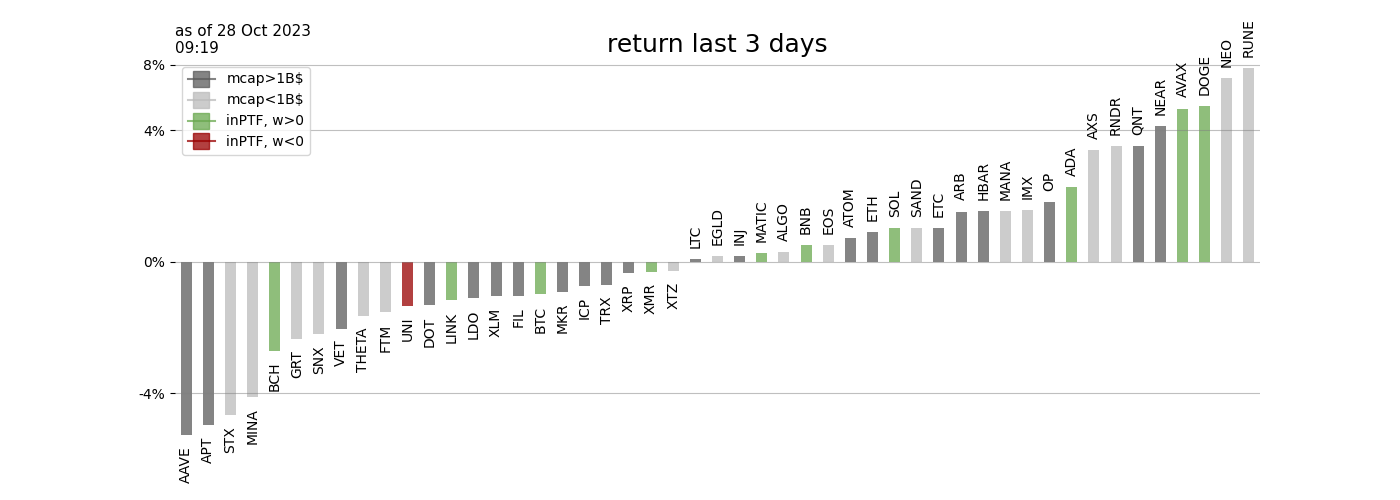 as of 28 Oct 2023
09:19
return last 3 days
8%
4%
0%
-4%
mcap>1B$
mcap<1B$
inPTF, w>0
inPTF, w<0
AAVE
APT
STX
MINA
BCH
GRT
SNX
VET
THETA
FTM
UNI
DOT
LINK
LDO
XLM
FIL
BTC
MKR
ICP
TRX
XRP
XMR
XTZ
LTC
EGLD
INJ
MATIC
ALGO
BNB
EOS
ATOM
ETH
SOL
SAND
ETC
ARB
HBAR
MANA
IMX
OP
ADA
AXS
RNDR
QNT
NEAR
AVAX
DOGE
NEO
RUNE